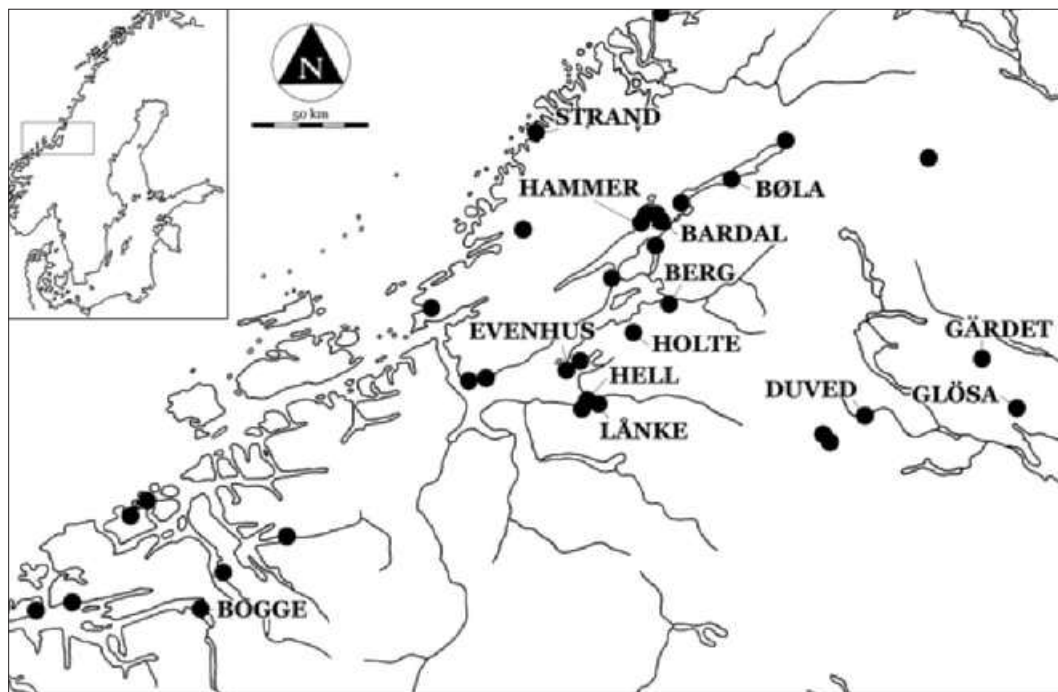 N
50 km
STRAND
HAMMER
BØLA
BARDAL
BERG
EVENHUS
HOLTE
GÄRDET
HELL
DUVED
GLÖSA
LÅNKE
BOGGE